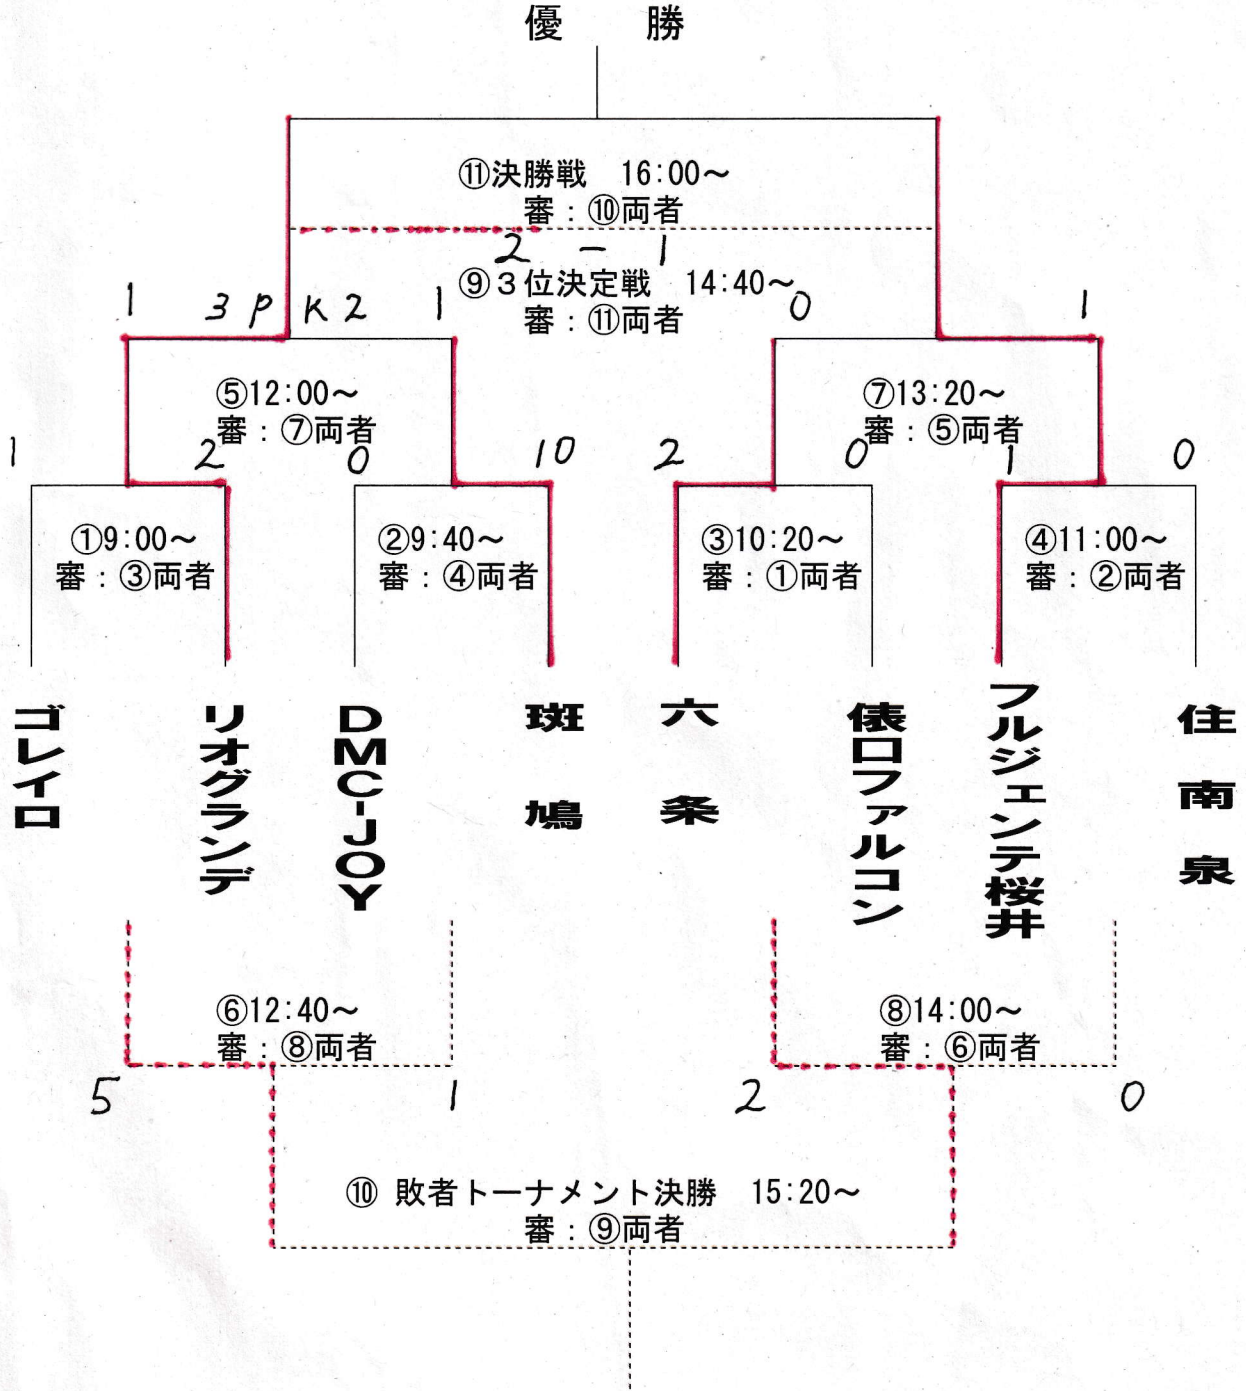 優 勝
⑪決勝戦 16:00～
審：⑩両者
2 - 1
⑨３位決定戦 14:40～
審：⑪両者
1 3 P K 2 1
0 1
⑤12:00～
審：⑦両者
⑦13:20～
審：⑤両者
1 2 0 10 2 0 1 0
①9:00～
審：③両者
②9:40～
審：④両者
③10:20～
審：①両者
④11:00～
審：②両者
ゴレイロ
リオグランデ
DMC-JOY
斑鳩
六条
俵口ファルコン
フルジェンテ桜井
住南泉
⑥12:40～
審：⑧両者
⑧14:00～
審：⑥両者
5 1 2 0
⑩ 敗者トーナメント決勝 15:20～
審：⑨両者